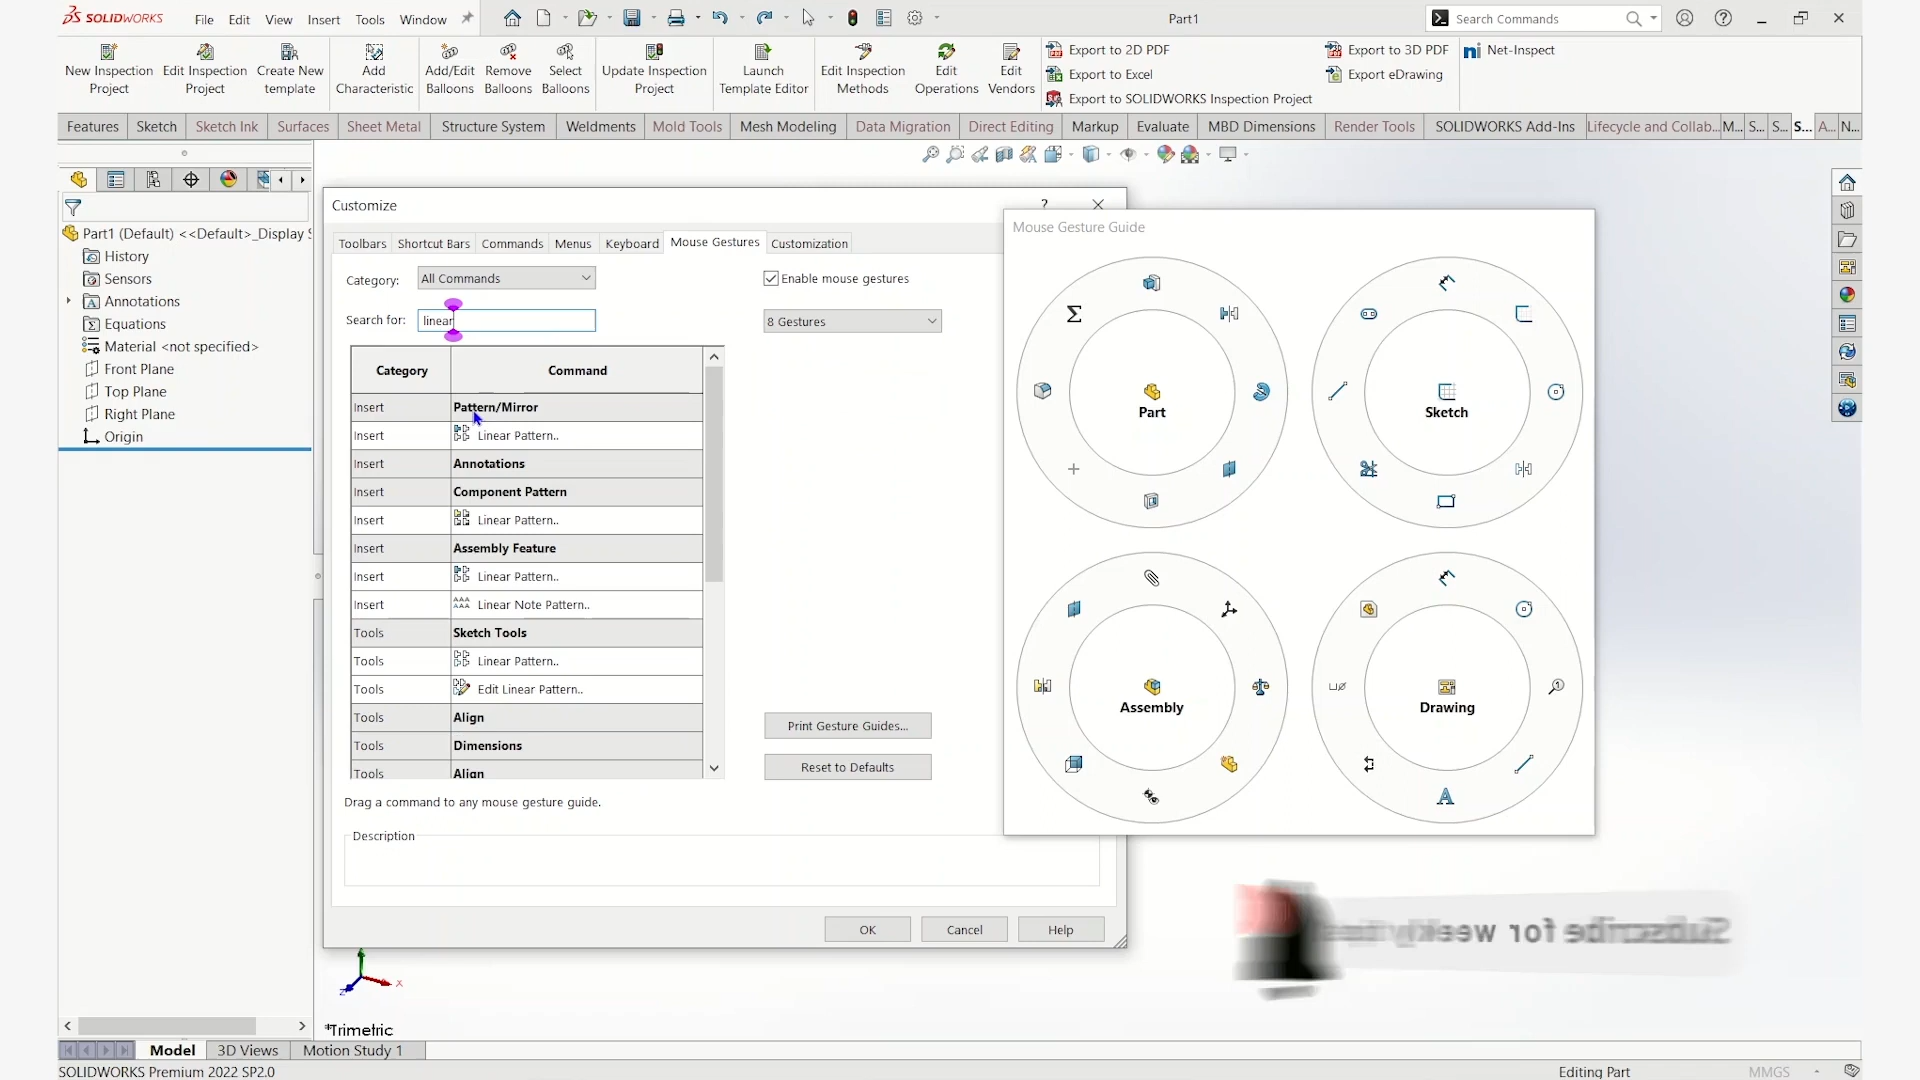 SOLIDWORKS
File
Edit
View
Insert
Tools
Window
Part1
Search Commands
New Inspection
Project
Edit Inspection
Project
Create New
template
Add
Characteristic
Add/Edit
Balloons
Remove
Balloons
Select
Balloons
Update Inspection
Project
Launch
Template Editor
Edit Inspection
Methods
Edit
Operations
Edit
Vendors
Export to 2D PDF
Export to Excel
Export to SOLIDWORKS Inspection Project
Export to 3D PDF
Export eDrawing
Net-Inspect
Features
Sketch
Sketch Ink
Surfaces
Sheet Metal
Structure System
Weldments
Mold Tools
Mesh Modeling
Data Migration
Direct Editing
Markup
Evaluate
MBD Dimensions
Render Tools
SOLIDWORKS Add-Ins
Lifecycle and Collab...
M...
S...
S...
A...
N...
Part1 (Default) <<Default>_Display S
History
Sensors
Annotations
Equations
Material <not specified>
Front Plane
Top Plane
Right Plane
Origin
Customize
Toolbars
Shortcut Bars
Commands
Menus
Keyboard
Mouse Gestures
Customization
Category:
All Commands
Enable mouse gestures
Search for:
linear
8 Gestures
Category
Command
Insert
Pattern/Mirror
Insert
Linear Pattern..
Insert
Annotations
Insert
Component Pattern
Insert
Linear Pattern..
Insert
Assembly Feature
Insert
Linear Pattern..
Insert
Linear Note Pattern..
Tools
Sketch Tools
Tools
Linear Pattern..
Tools
Edit Linear Pattern..
Tools
Align
Tools
Dimensions
Tools
Align
Print Gesture Guides...
Reset to Defaults
Drag a command to any mouse gesture guide.
Description
OK
Cancel
Help
Mouse Gesture Guide
Part
Sketch
Assembly
Drawing
Subscribe for weekly
*Trimetric
Model
3D Views
Motion Study 1
SOLIDWORKS Premium 2022 SP2.0
Editing Part
MMGS